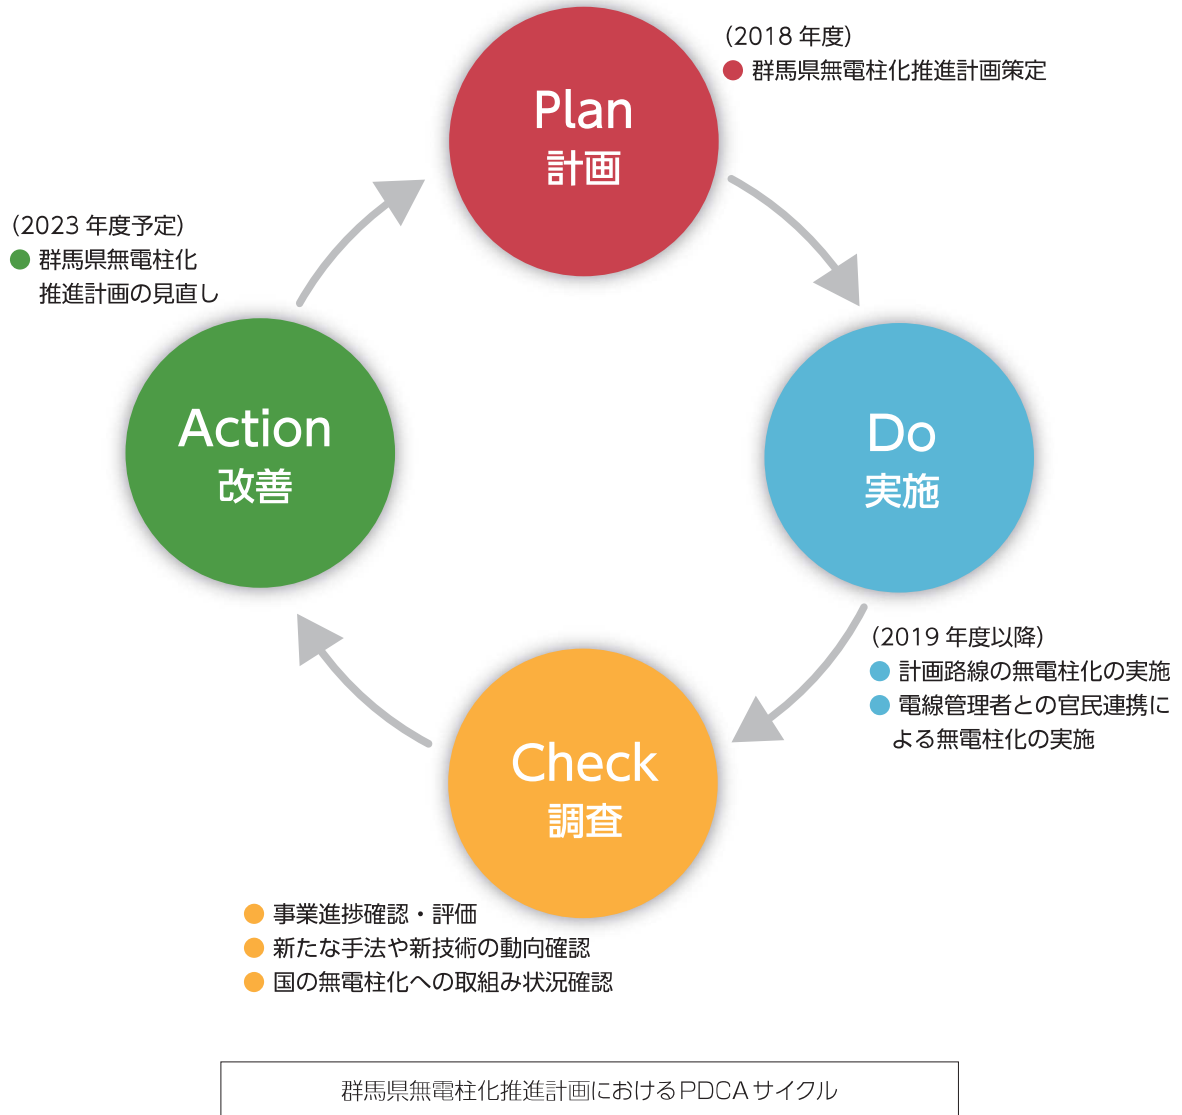 Plan
計画
（2018 年度）
● 群馬県無電柱化推進計画策定
Do
実施
（2019 年度以降）
● 計画路線の無電柱化の実施
● 電線管理者との官民連携に
よる無電柱化の実施
Check
調査
● 事業進捗確認・評価
● 新たな手法や新技術の動向確認
● 国の無電柱化への取組み状況確認
Action
改善
（2023 年度予定）
● 群馬県無電柱化
推進計画の見直し
群馬県無電柱化推進計画におけるPDCAサイクル